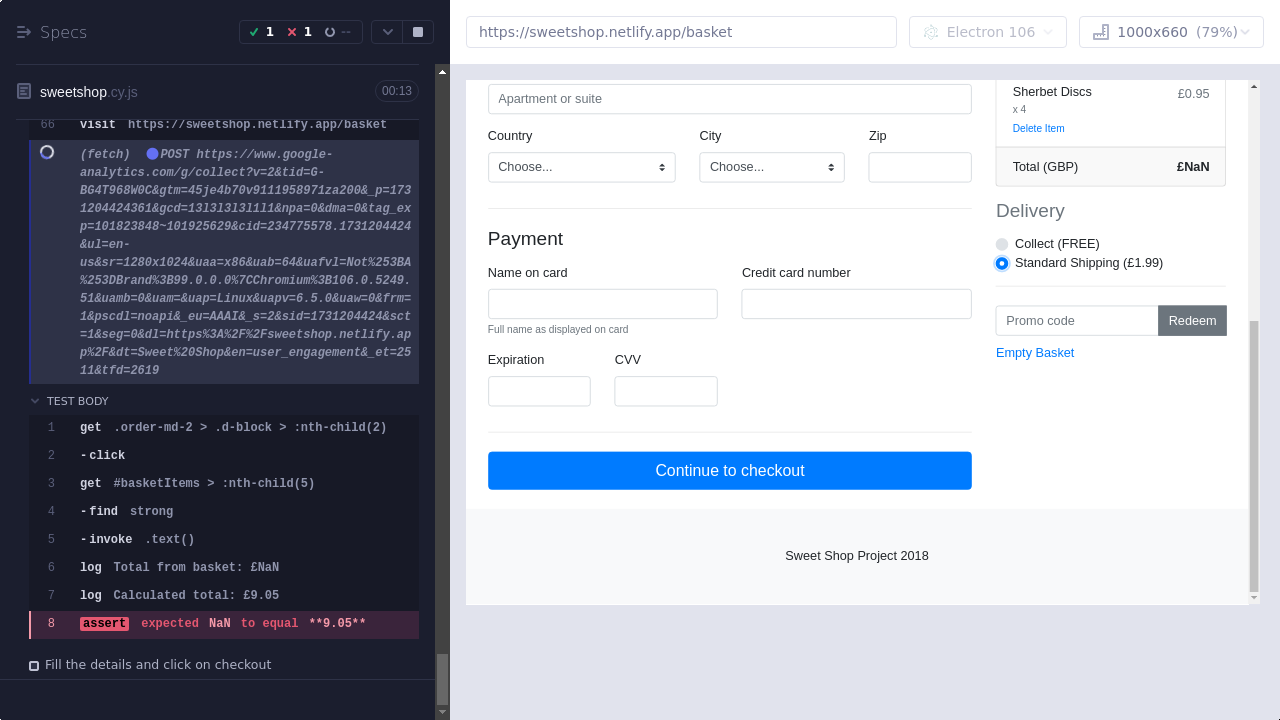 Specs
1
1
--
sweetshop.cy.js
00:13
66 visit https://sweetshop.netlify.app/basket
(fetch) POST https://www.google-
analytics.com/g/collect?v=2&tid=G-
BG4T968W0C&gtm=45je4b70v9111958971za200&_p=173
1204424361&gcd=13l3l3l3l1l1&npa=0&dma=0&tag_ex
p=101823848~101925629&cid=234775578.1731204424
&ul=en-
us&sr=1280x1024&uaa=x86&uab=64&uafvl=Not%253BA
%253DBrand%3B99.0.0.0%7CChromium%3B106.0.5249.
51&uamb=0&uam=&uap=Linux&uapv=6.5.0&uaw=0&frm=
1&pscdl=noapi&_eu=AAAI&_s=2&sid=1731204424&sct
=1&seg=0&dl=https%3A%2F%2Fsweetshop.netlify.ap
p%2F&dt=Sweet%20Shop&en=user_engagement&_et=25
11&tfd=2619
TEST BODY
1 get .order-md-2 > .d-block > :nth-child(2)
2 -click
3 get #basketItems > :nth-child(5)
4 -find strong
5 -invoke .text()
6 log Total from basket: £NaN
7 log Calculated total: £9.05
8 assert expected NaN to equal **9.05**
Fill the details and click on checkout
https://sweetshop.netlify.app/basket
Electron 106
1000x660 (79%)
Apartment or suite
Country City Zip
Choose... Choose...
Payment
Name on card Credit card number
Full name as displayed on card
Expiration CVV
Continue to checkout
Sherbet Discs £0.95
x 4
Delete Item
Total (GBP) £NaN
Delivery
Collect (FREE)
Standard Shipping (£1.99)
Promo code Redeem
Empty Basket
Sweet Shop Project 2018